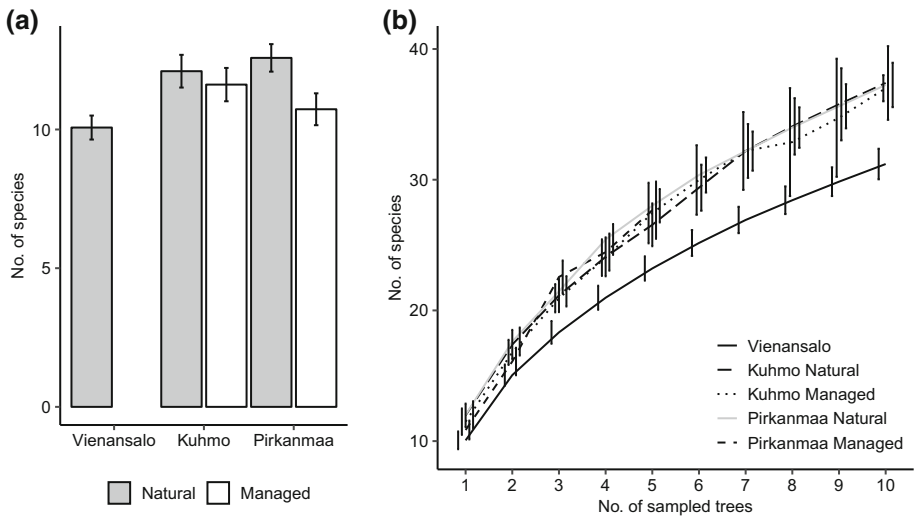 (a)
No. of species
10
5
0
Vienansalo Kuhmo Pirkanmaa
Natural Managed
(b)
No. of species
40
30
20
10
Vienansalo
Kuhmo Natural
Kuhmo Managed
Pirkanmaa Natural
Pirkanmaa Managed
1 2 3 4 5 6 7 8 9 10
No. of sampled trees